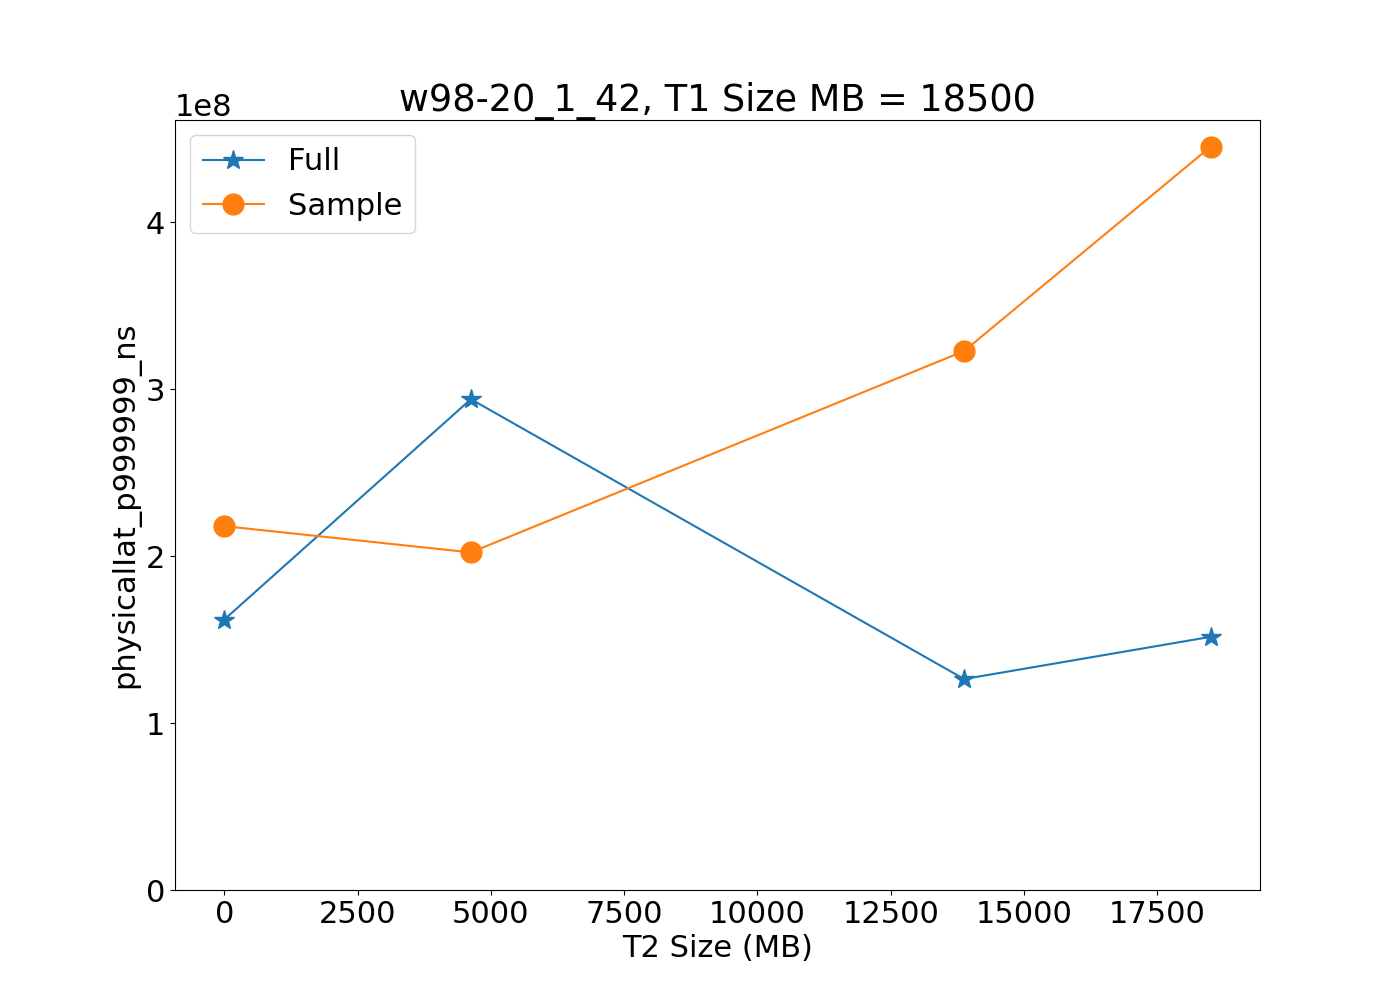 w98-20_1_42, T1 Size MB = 18500
1e8
Full
Sample
4
3
2
1
0
physicallat_p999999_ns
0 2500 5000 7500 10000 12500 15000 17500
T2 Size (MB)